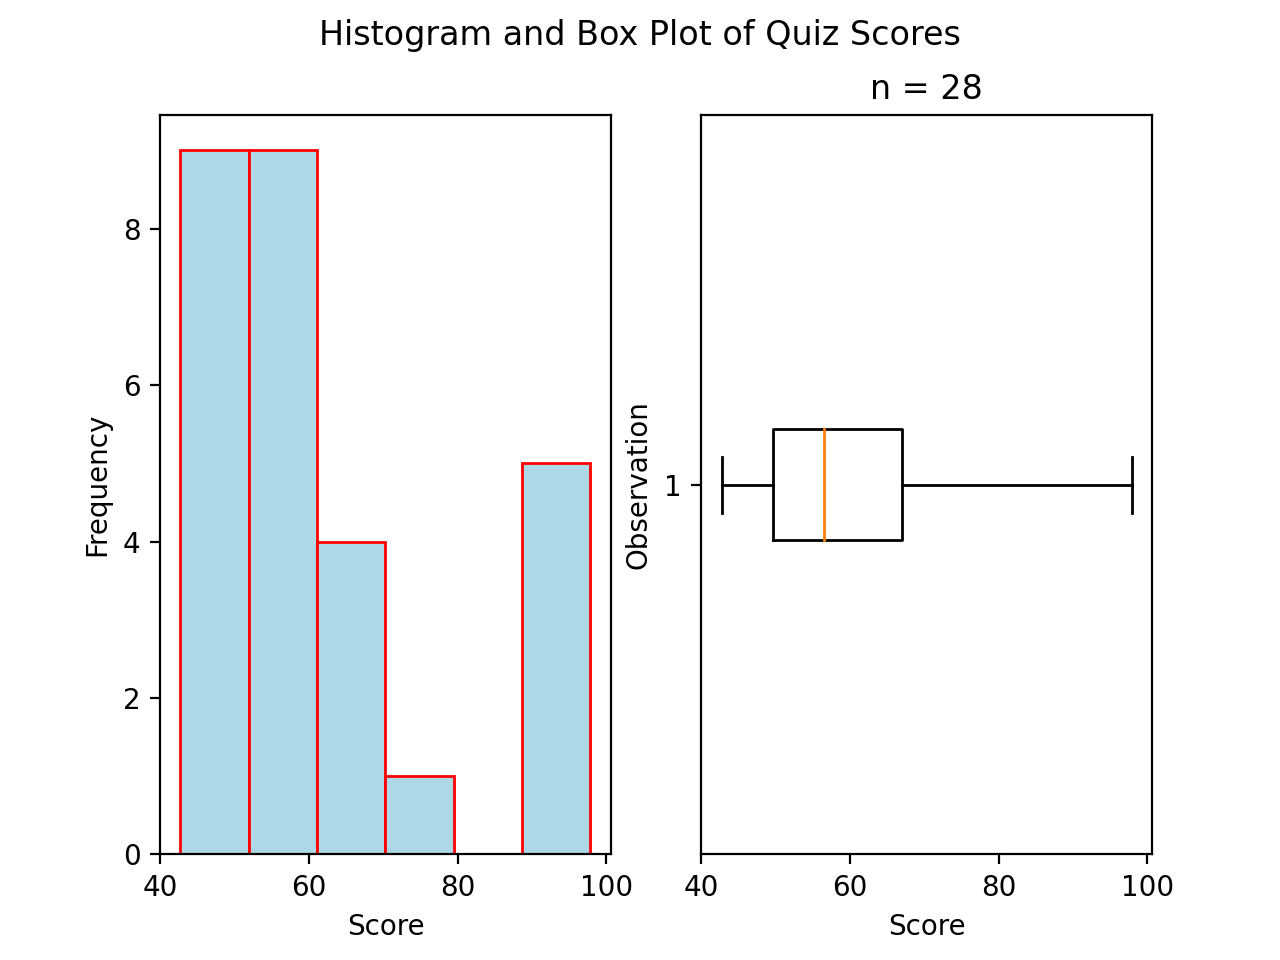 Histogram and Box Plot of Quiz Scores
Frequency
8
6
4
2
0
40 60 80 100
Score
n = 28
Observation
1
40 60 80 100
Score